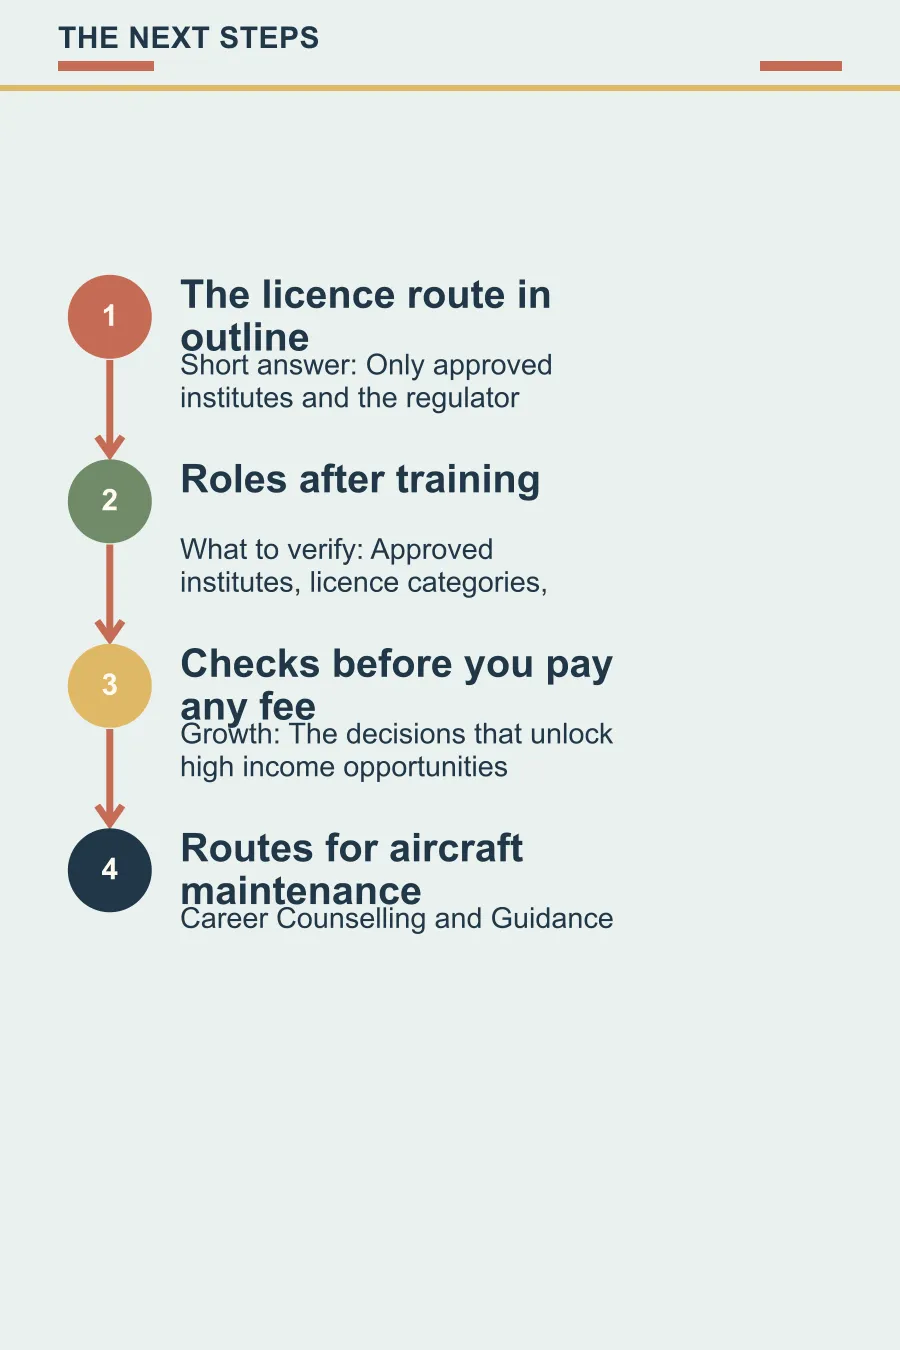 THE NEXT STEPS
1
The licence route in
outline
Short answer: Only approved
institutes and the regulator
2
Roles after training
What to verify: Approved
institutes, licence categories,
3
Checks before you pay
any fee
Growth: The decisions that unlock
high income opportunities
4
Routes for aircraft
maintenance
Career Counselling and Guidance